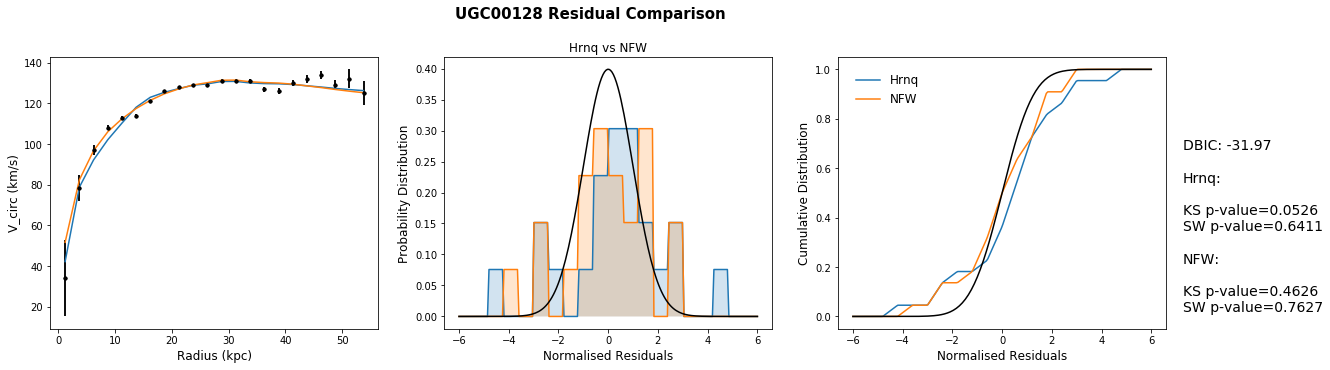 UGC00128 Residual Comparison
V_circ (km/s)
140
120
100
80
60
40
20
0
10
20
30
40
50
Radius (kpc)
Hrnq vs NFW
Probability Distribution
0.40
0.35
0.30
0.25
0.20
0.15
0.10
0.05
0.00
−6
−4
−2
0
2
4
6
Normalised Residuals
Cumulative Distribution
1.0
0.8
0.6
0.4
0.2
0.0
Hrnq
NFW
−6
−4
−2
0
2
4
6
Normalised Residuals
DBIC: -31.97
Hrnq:
KS p-value=0.0526
SW p-value=0.6411
NFW:
KS p-value=0.4626
SW p-value=0.7627